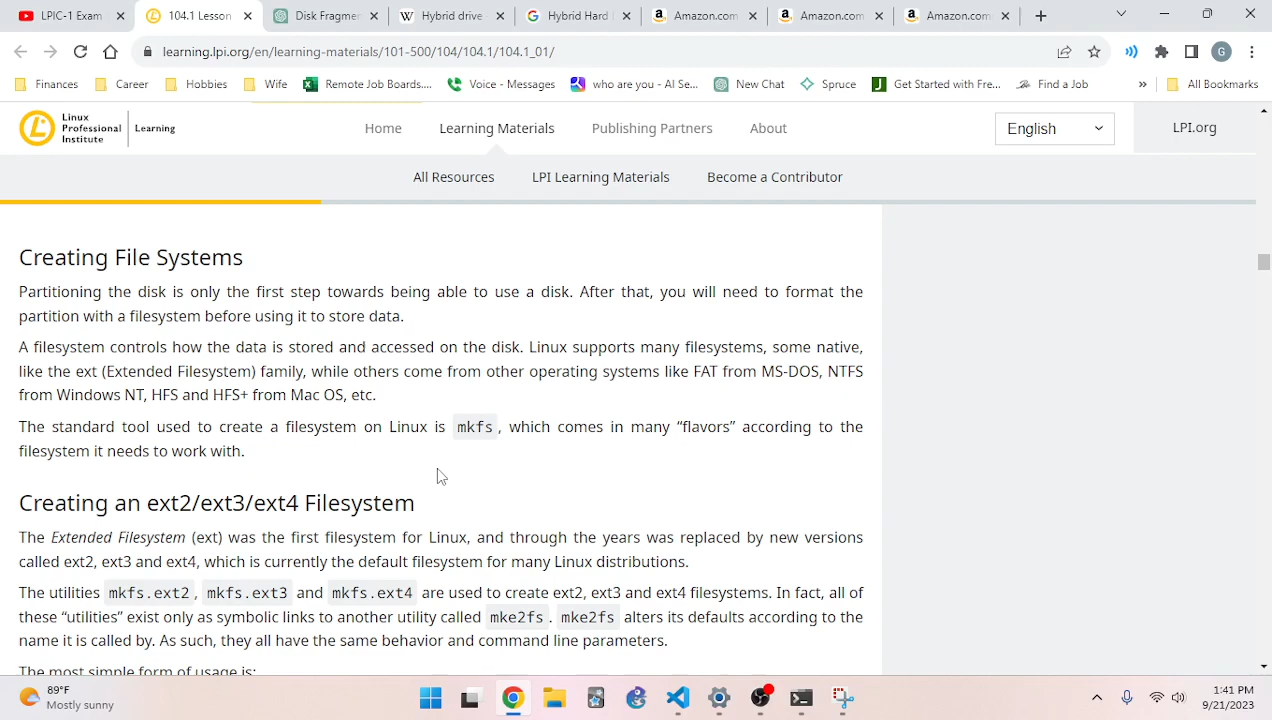 LPIC-1 Exam
104.1 Lesson
Disk Fragme
Hybrid drive
Hybrid Hard
Amazon.com
Amazon.com
Amazon.com
learning.lpi.org/en/learning-materials/101-500/104/104.1/104.1_01/
G
Finances
Career
Hobbies
Wife
Remote Job Boards....
Voice - Messages
who are you - AI Se...
New Chat
Spruce
Get Started with Fre...
Find a Job
»
All Bookmarks
Linux
Professional
Institute
Learning
Home
Learning Materials
Publishing Partners
About
English
LPI.org
All Resources
LPI Learning Materials
Become a Contributor
Creating File Systems
Partitioning the disk is only the first step towards being able to use a disk. After that, you will need to format the
partition with a filesystem before using it to store data.
A filesystem controls how the data is stored and accessed on the disk. Linux supports many filesystems, some native,
like the ext (Extended Filesystem) family, while others come from other operating systems like FAT from MS-DOS, NTFS
from Windows NT, HFS and HFS+ from Mac OS, etc.
The standard tool used to create a filesystem on Linux is mkfs, which comes in many “flavors” according to the
filesystem it needs to work with.
Creating an ext2/ext3/ext4 Filesystem
The Extended Filesystem (ext) was the first filesystem for Linux, and through the years was replaced by new versions
called ext2, ext3 and ext4, which is currently the default filesystem for many Linux distributions.
The utilities mkfs.ext2, mkfs.ext3 and mkfs.ext4 are used to create ext2, ext3 and ext4 filesystems. In fact, all of
these “utilities” exist only as symbolic links to another utility called mke2fs. mke2fs alters its defaults according to the
name it is called by. As such, they all have the same behavior and command line parameters.
The most simple form of usage is:
89°F
Mostly sunny
1:41 PM
9/21/2023